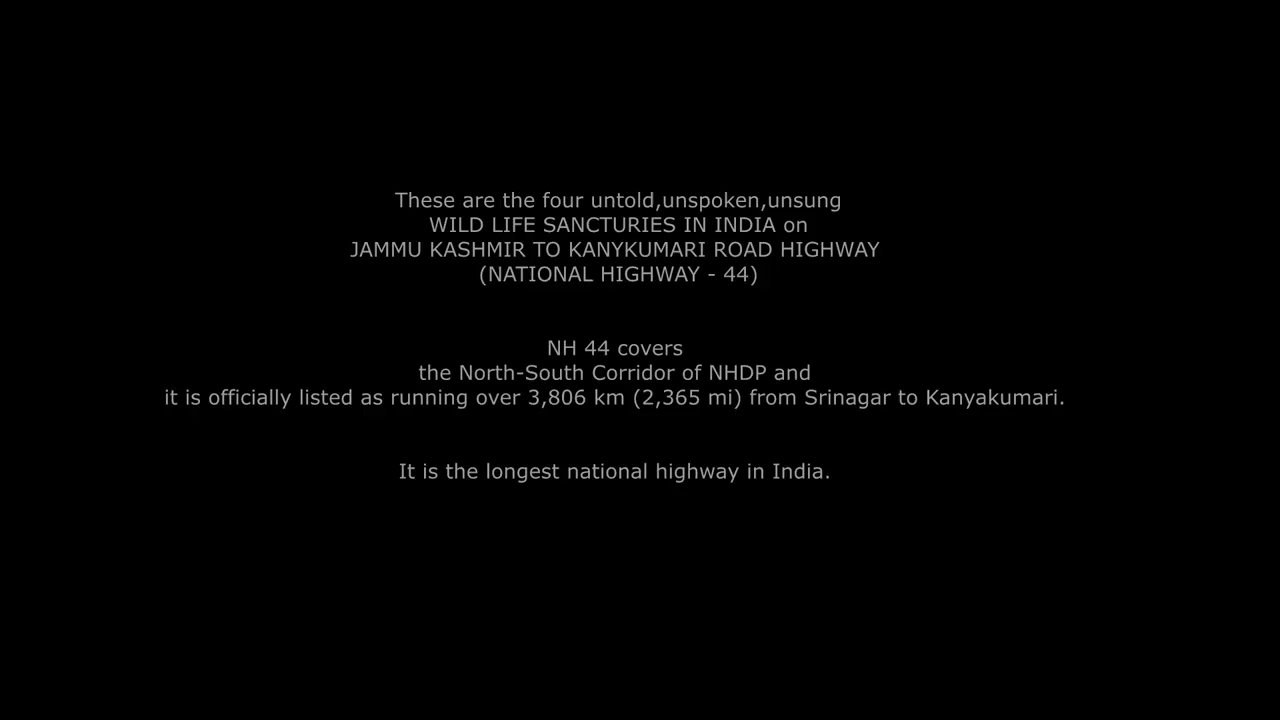 These are the four untold,unspoken,unsung
WILD LIFE SANCTURIES IN INDIA on
JAMMU KASHMIR TO KANYKUMARI ROAD HIGHWAY
(NATIONAL HIGHWAY - 44)
NH 44 covers
the North-South Corridor of NHDP and
it is officially listed as running over 3,806 km (2,365 mi) from Srinagar to Kanyakumari.
It is the longest national highway in India.